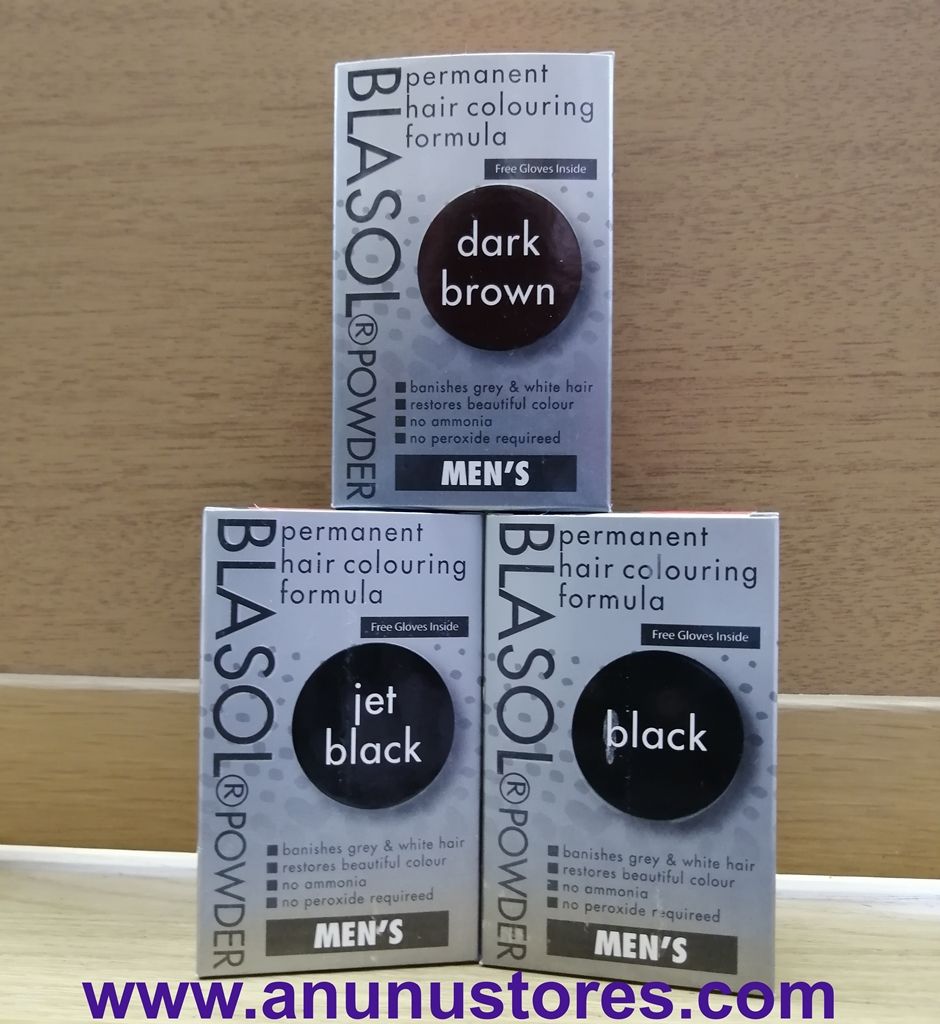 BLASOL® POWDER
permanent
hair colouring
formula
Free Gloves Inside
dark
brown
banishes grey & white hair
restores beautiful colour
no ammonia
no peroxide requireed
MEN'S
BLASOL® POWDER
permanent
hair colouring
formula
Free Gloves Inside
jet
black
banishes grey & white hair
restores beautiful colour
no ammonia
no peroxide requireed
MEN'S
BLASOL® POWDER
permanent
hair colouring
formula
Free Gloves Inside
black
banishes grey & white hair
restores beautiful colour
no ammonia
no peroxide requireed
MEN'S
www.anunustores.com